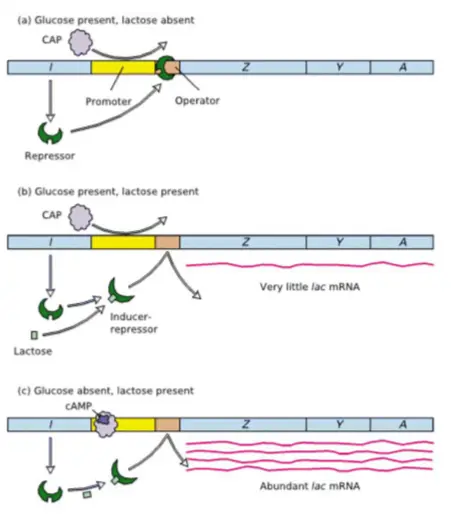 (a) Glucose present, lactose absent
CAP
I
Z
Y
A
Promoter
Operator
Repressor
(b) Glucose present, lactose present
CAP
I
Z
Y
A
Very little lac mRNA
Inducer-
repressor
Lactose
(c) Glucose absent, lactose present
cAMP
I
Z
Y
A
Abundant lac mRNA